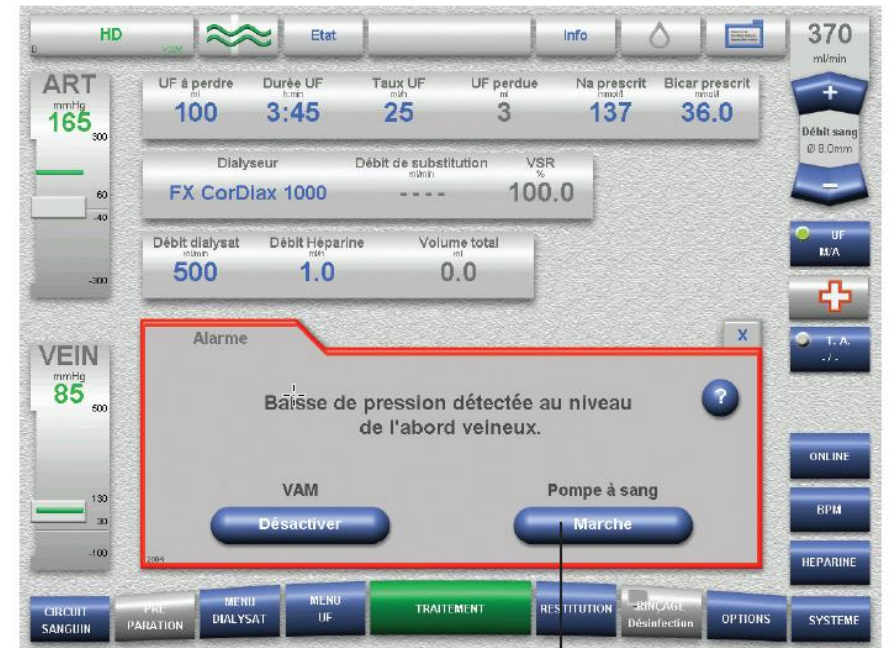 HD
VAM
Etat
Info
370
ml/min
+
Débit sang
Ø 8.0mm
−
ART
mmHg
165
300
60
-40
-300
UF à perdre Durée UF Taux UF UF perdue Na prescrit Bicar prescrit
ml h:min ml/h ml mmol/l mmol/l
100 3:45 25 3 137 36.0
Dialyseur Débit de substitution VSR
ml/min %
FX CorDiax 1000 - - - - 100.0
Débit dialysat Débit Héparine Volume total
ml/min ml/h ml
500 1.0 0.0
UF
M/A
T. A.
-/-
VEIN
mmHg
85
500
130
30
-100
Alarme
X
Baisse de pression détectée au niveau
de l'abord veineux.
?
VAM Pompe à sang
Désactiver Marche
2004
ONLINE
BPM
HEPARINE
CIRCUIT
SANGUIN
PRE
PARATION
MENU
DIALYSAT
MENU
UF
TRAITEMENT
RESTITUTION
RINÇAGE
Désinfection
OPTIONS
SYSTEME